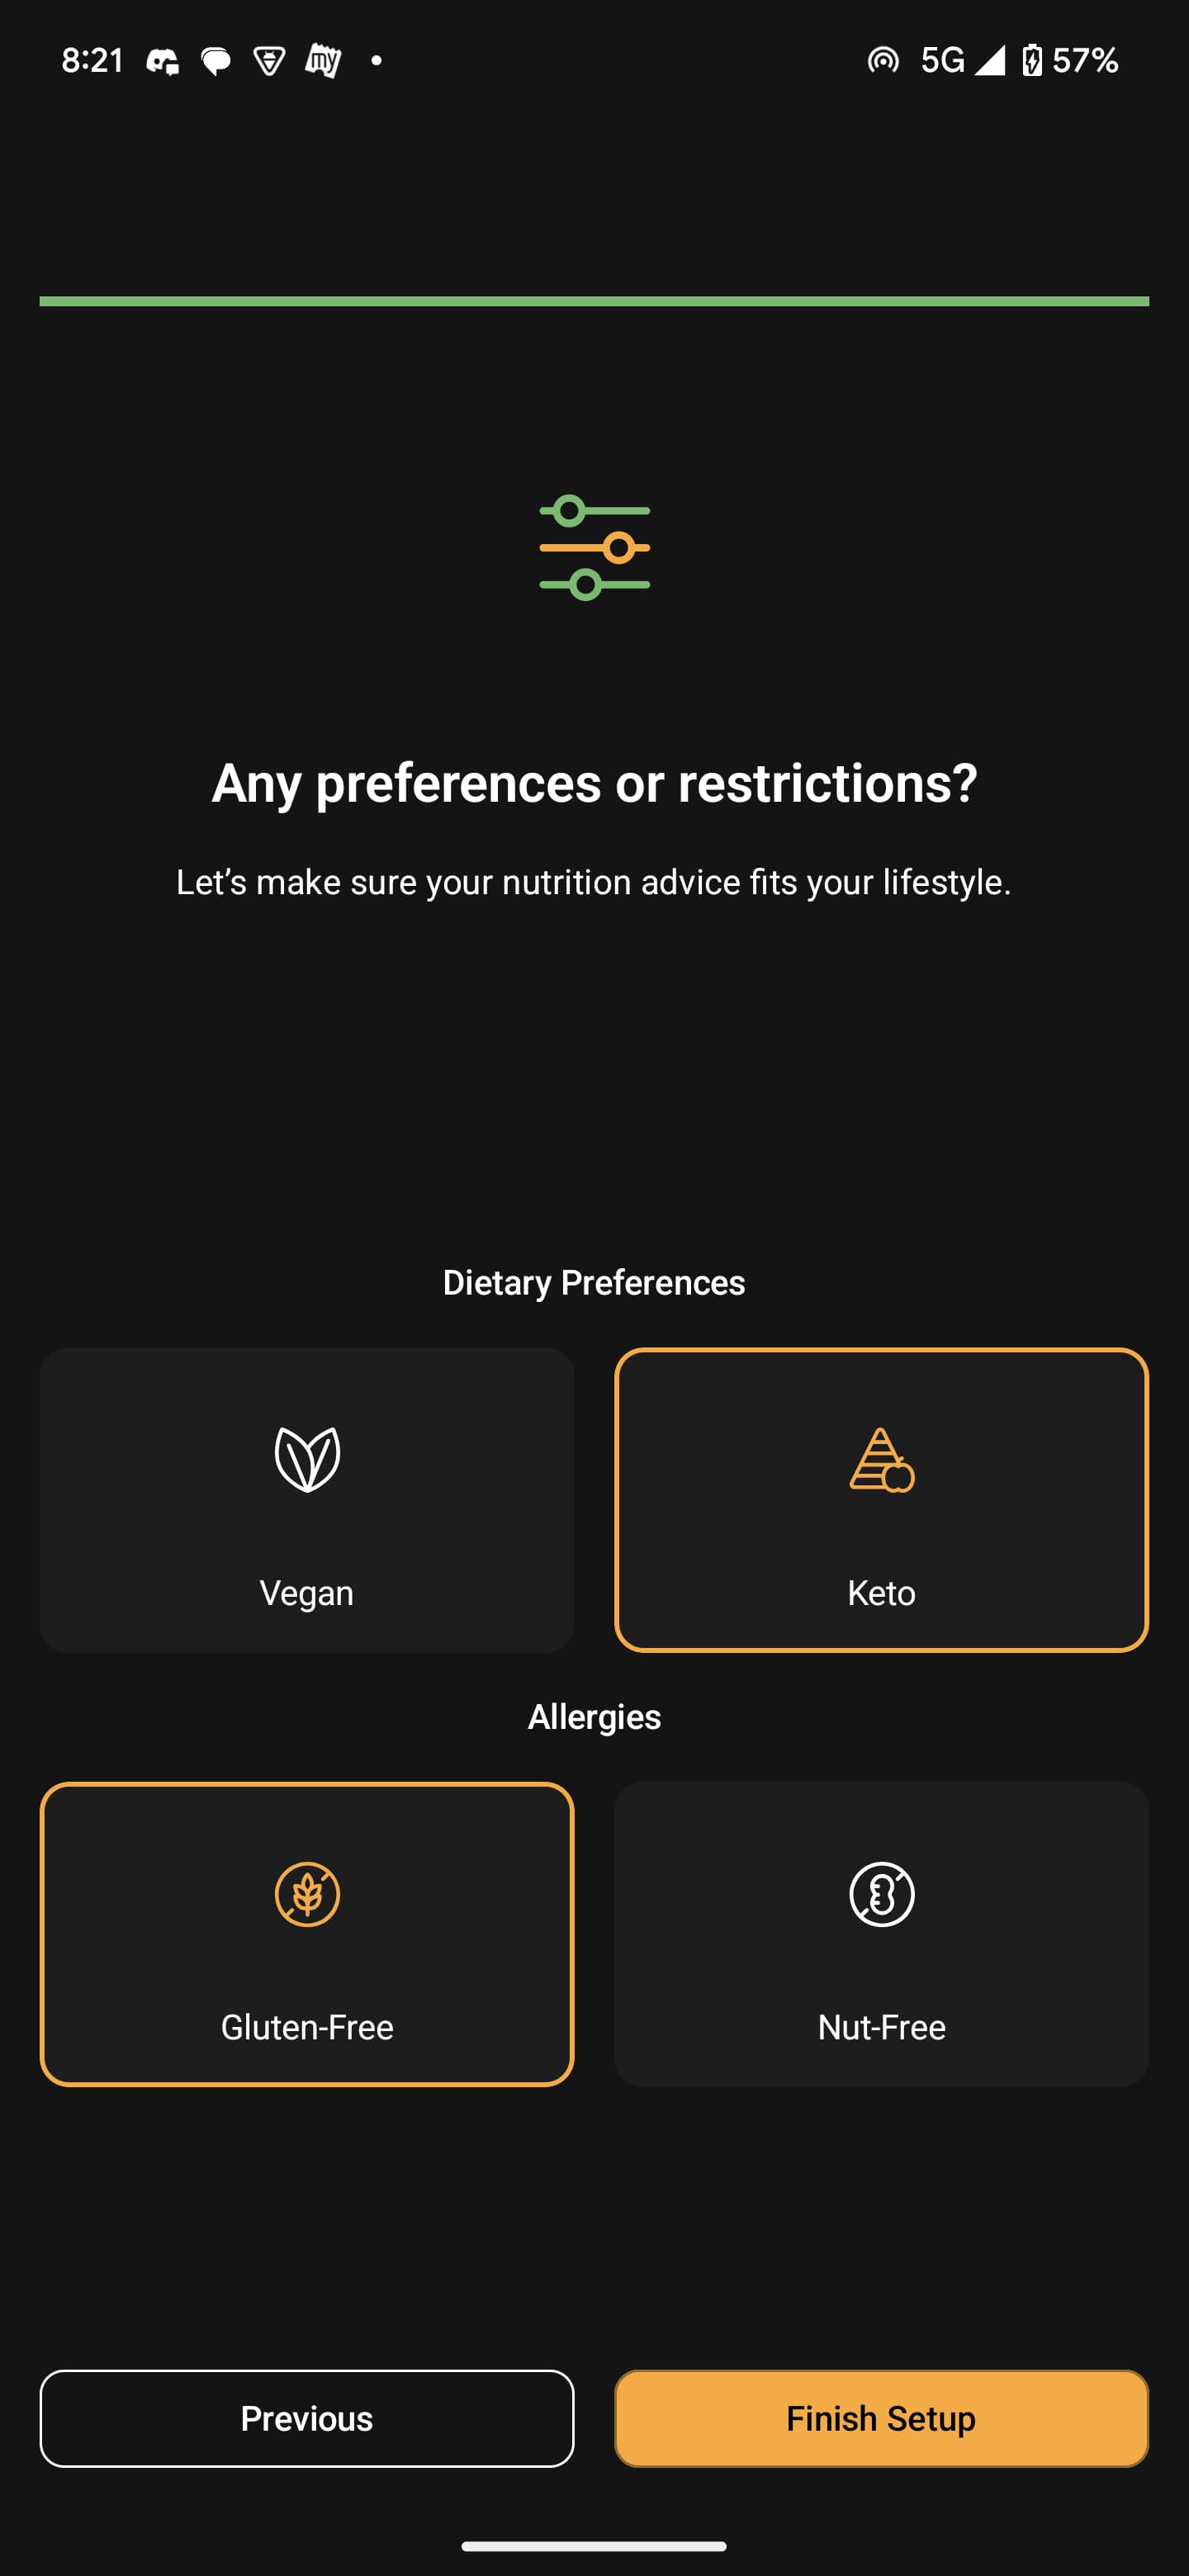 8:21 my 5G 57%
Any preferences or restrictions?
Let’s make sure your nutrition advice fits your lifestyle.
Dietary Preferences
Vegan Keto
Allergies
Gluten-Free Nut-Free
Previous Finish Setup